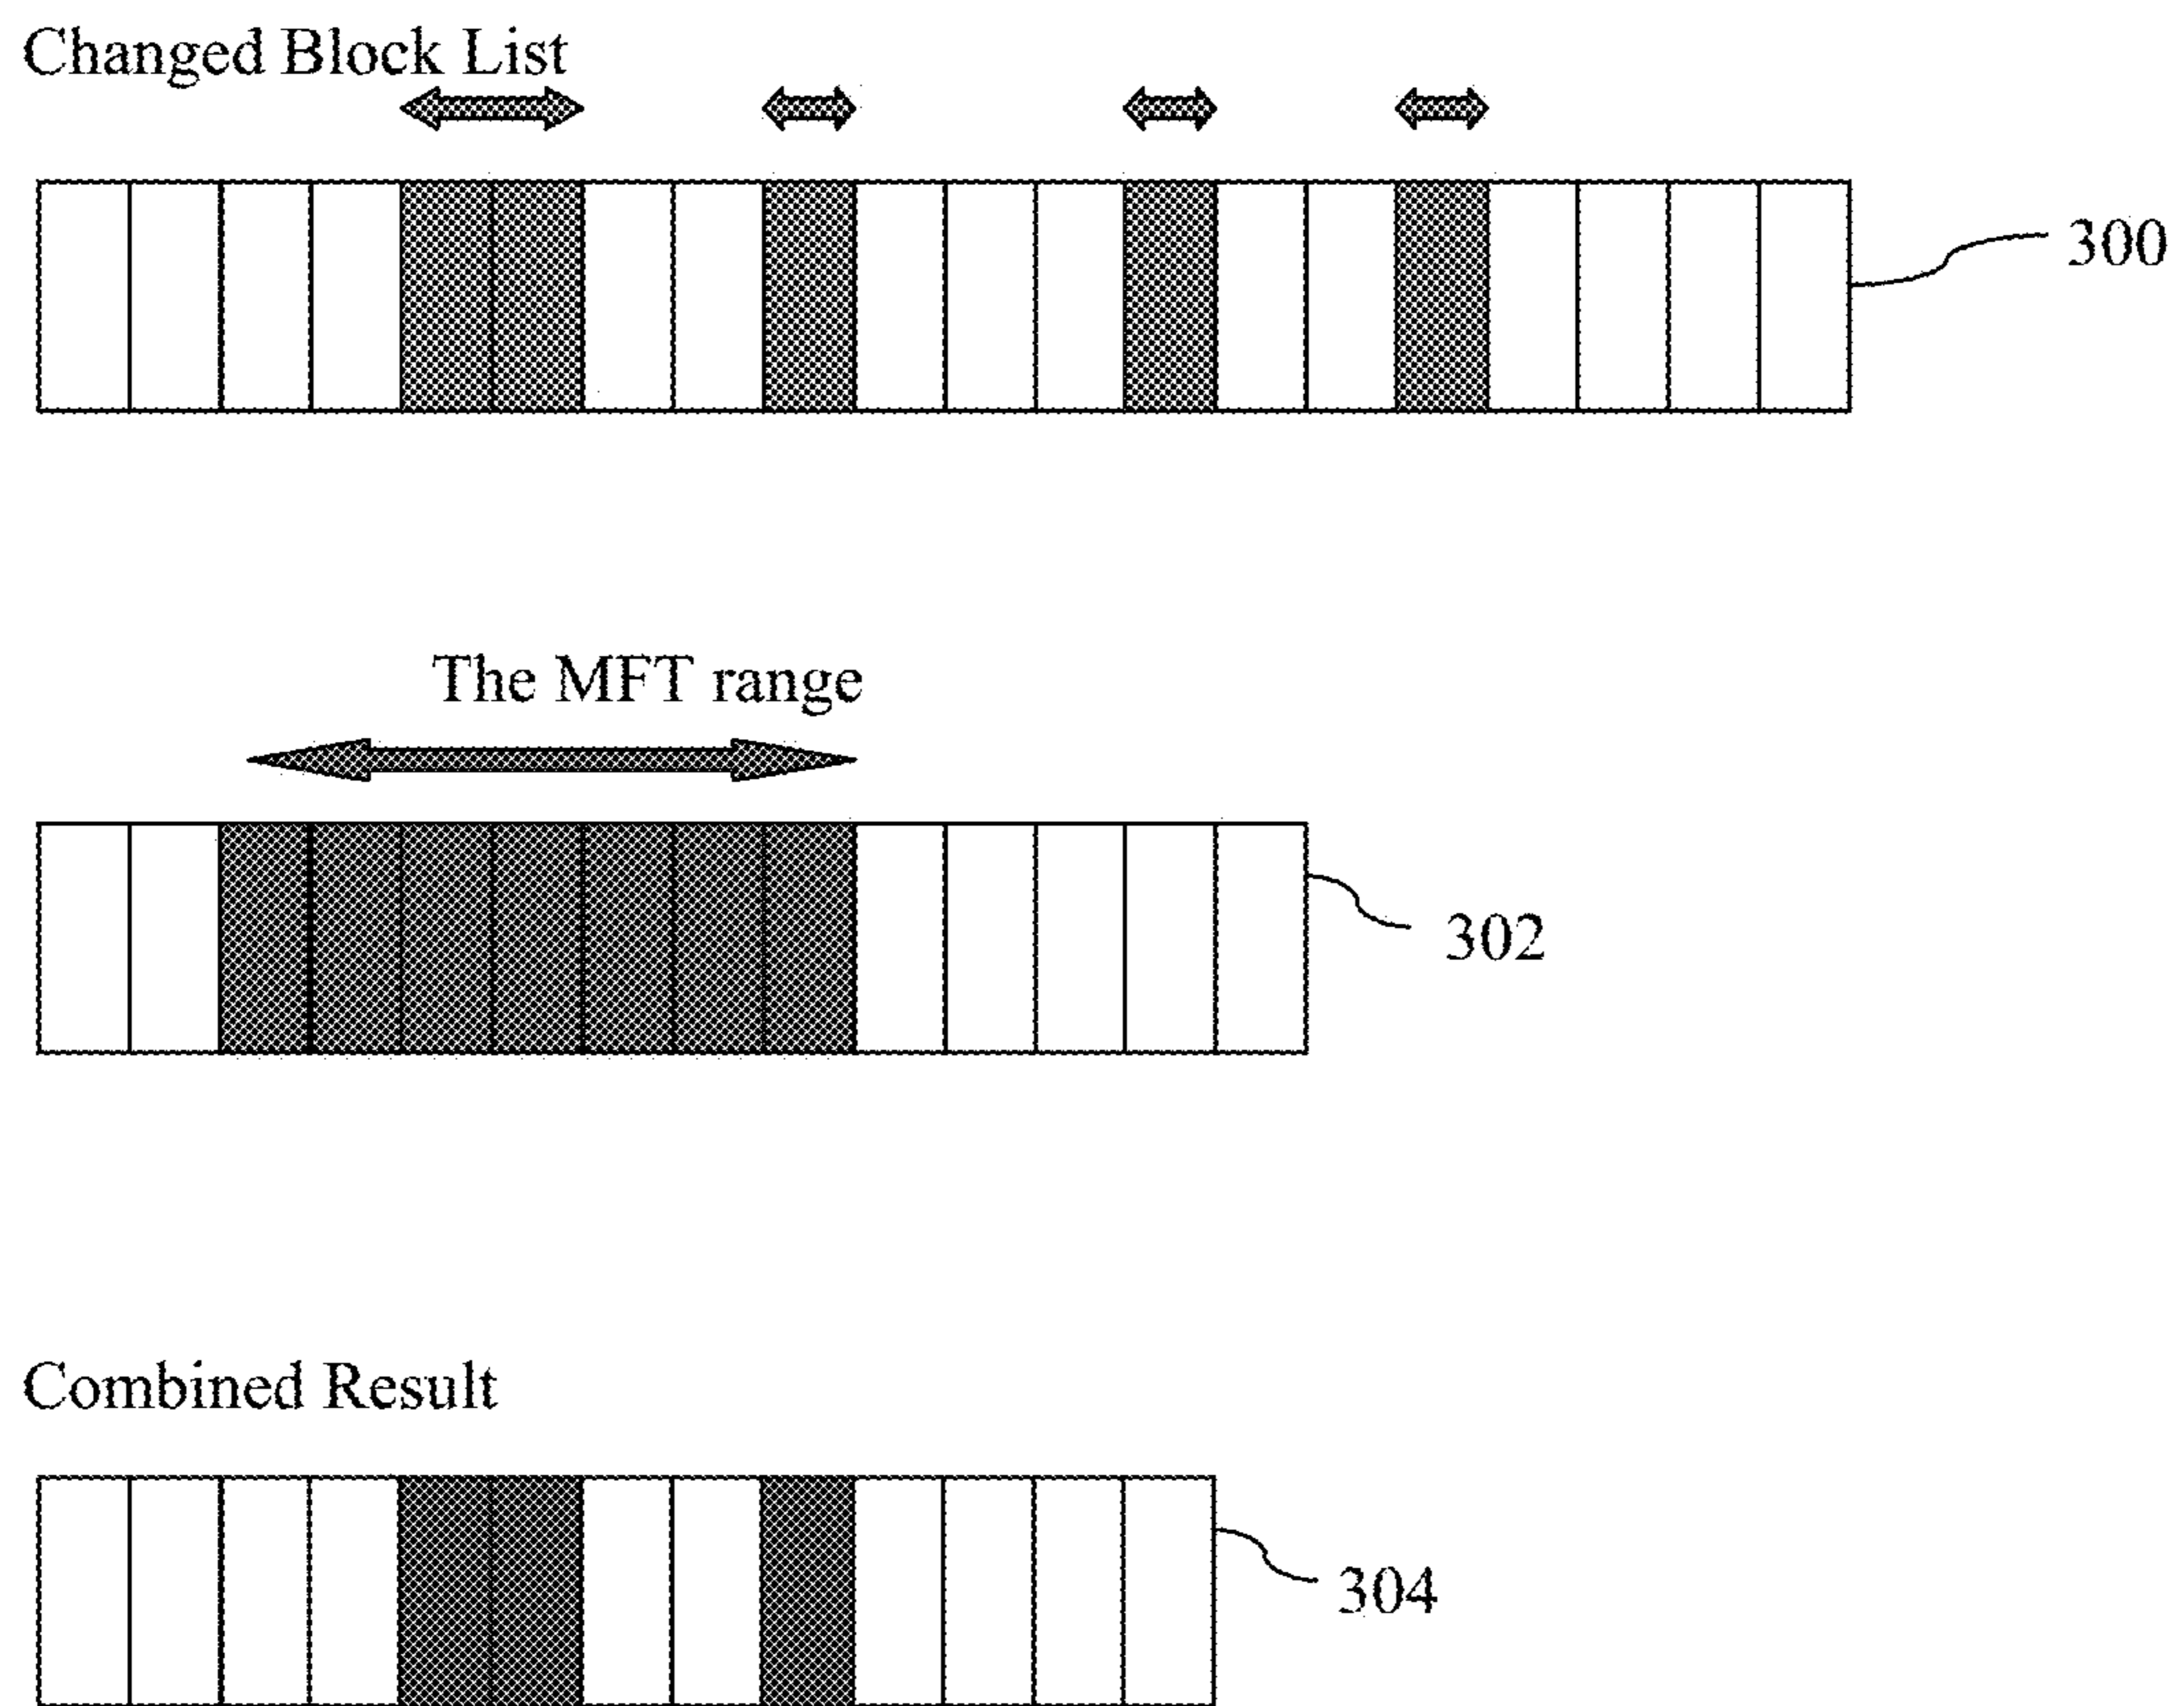 Changed Block List
300
The MFT range
302
Combined Result
304